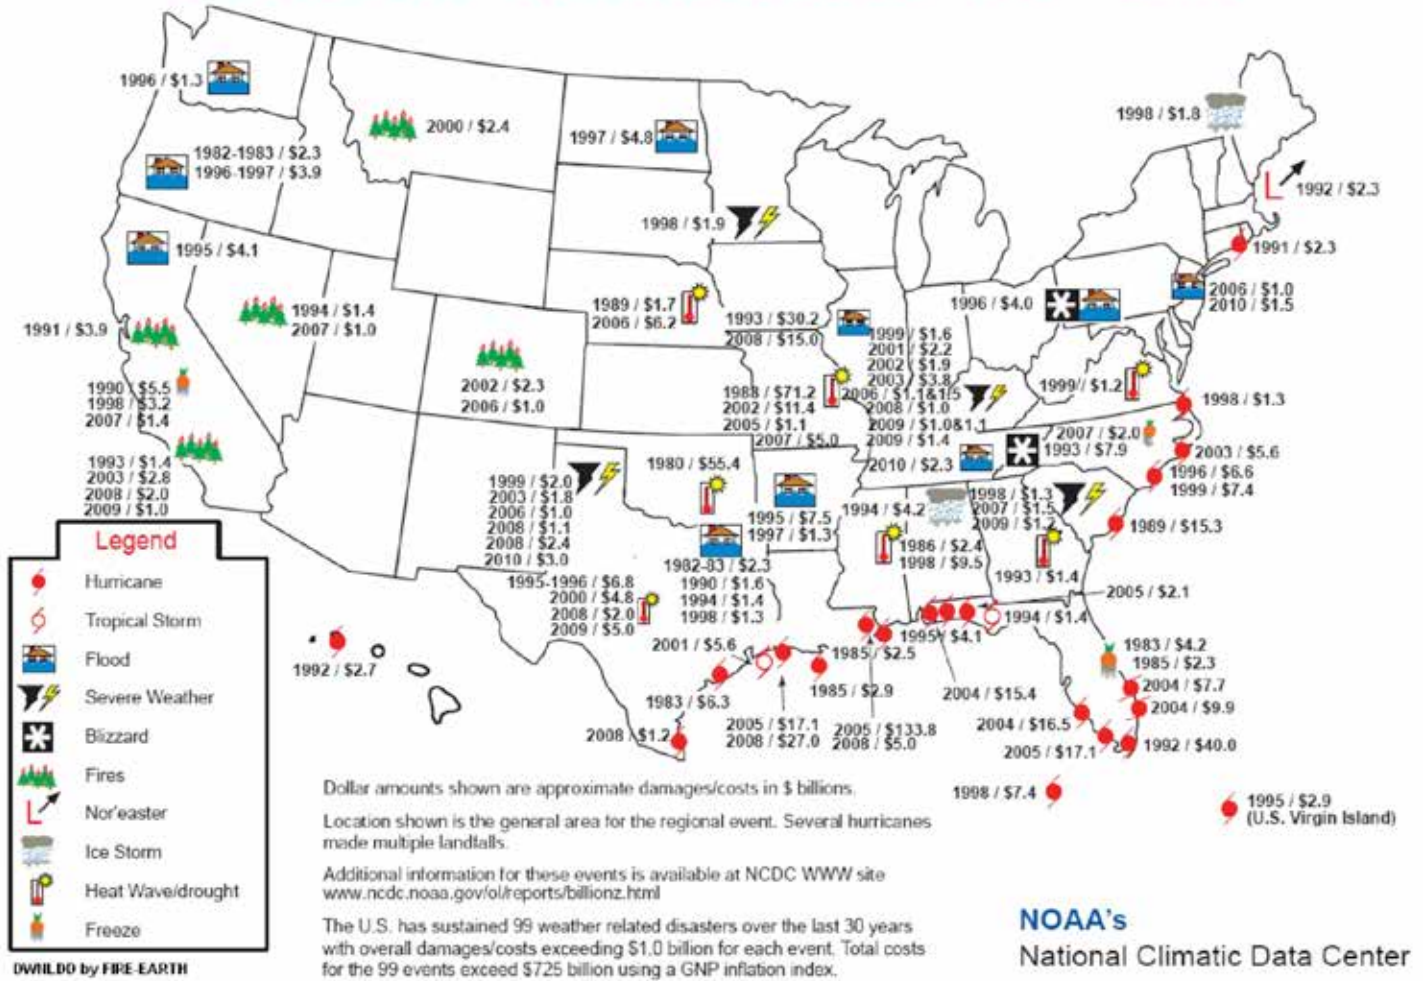 1996 / $1.3
2000 / $2.4
1997 / $4.8
1998 / $1.8
1982-1983 / $2.3
1996-1997 / $3.9
1992 / $2.3
1998 / $1.9
1995 / $4.1
1991 / $2.3
1994 / $1.4
2007 / $1.0
1989 / $1.7
2006 / $6.2
1996 / $4.0
2006 / $1.0
2010 / $1.5
1991 / $3.9
1993 / $30.2
2008 / $15.0
1999 / $1.6
2001 / $2.2
2002 / $1.9
2003 / $3.8
2006 / $1.1&1.5
2008 / $1.0
2009 / $1.0&1.1
2009 / $1.4
2002 / $2.3
2006 / $1.0
1990 / $5.5
1998 / $3.2
2007 / $1.4
1988 / $71.2
2002 / $11.4
2005 / $1.1
2007 / $5.0
1999 / $1.2
1998 / $1.3
2007 / $2.0
1993 / $7.9
2003 / $5.6
1996 / $6.6
1999 / $7.4
2010 / $2.3
1993 / $1.4
2003 / $2.8
2008 / $2.0
2009 / $1.0
1999 / $2.0
2003 / $1.8
2006 / $1.0
2008 / $1.1
2008 / $2.4
2010 / $3.0
1980 / $55.4
1995 / $7.5
1997 / $1.3
1994 / $4.2
1998 / $1.3
2007 / $1.5
2009 / $1.2
1989 / $15.3
1986 / $2.4
1998 / $9.5
1993 / $1.4
1982-83 / $2.3
1990 / $1.6
1994 / $1.4
1998 / $1.3
1995-1996 / $6.8
2000 / $4.8
2008 / $2.0
2009 / $5.0
2005 / $2.1
1994 / $1.4
1995 / $4.1
1985 / $2.5
2001 / $5.6
1983 / $4.2
1985 / $2.3
2004 / $7.7
2004 / $9.9
1992 / $2.7
1983 / $6.3
1985 / $2.9
2004 / $15.4
2004 / $16.5
2005 / $17.1
2008 / $27.0
2005 / $133.8
2008 / $5.0
2008 / $1.2
2005 / $17.1
1992 / $40.0
1998 / $7.4
1995 / $2.9
(U.S. Virgin Island)
Legend
Hurricane
Tropical Storm
Flood
Severe Weather
Blizzard
Fires
Nor'easter
Ice Storm
Heat Wave/drought
Freeze
DWNLDD by FIRE-EARTH
Dollar amounts shown are approximate damages/costs in $ billions.
Location shown is the general area for the regional event. Several hurricanes
made multiple landfalls.
Additional information for these events is available at NCDC WWW site
www.ncdc.noaa.gov/ol/reports/billionz.html
The U.S. has sustained 99 weather related disasters over the last 30 years
with overall damages/costs exceeding $1.0 billion for each event. Total costs
for the 99 events exceed $725 billion using a GNP inflation index.
NOAA's
National Climatic Data Center